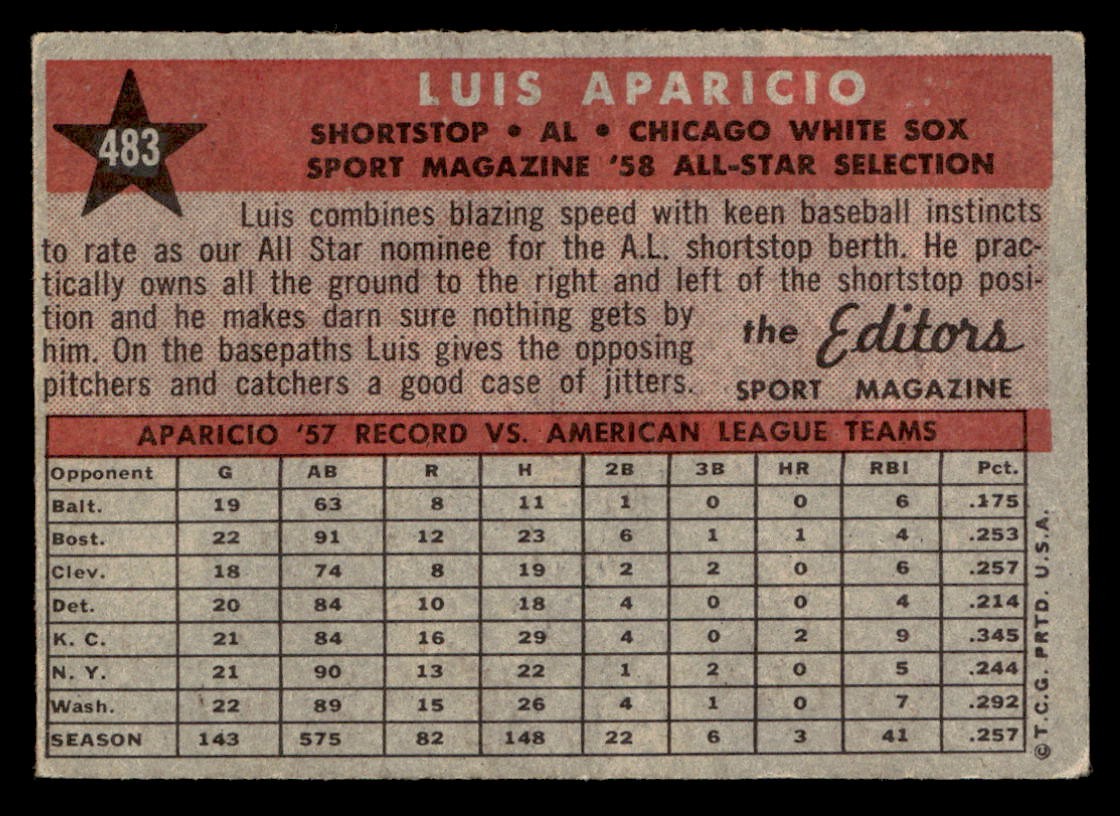 LUIS APARICIO
483
SHORTSTOP • AL • CHICAGO WHITE SOX
SPORT MAGAZINE '58 ALL-STAR SELECTION
Luis combines blazing speed with keen baseball instincts
to rate as our All Star nominee for the A.L. shortstop berth. He prac-
tically owns all the ground to the right and left of the shortstop posi-
tion and he makes darn sure nothing gets by
him. On the basepaths Luis gives the opposing
pitchers and catchers a good case of jitters.
the Editors
SPORT MAGAZINE
APARICIO '57 RECORD VS. AMERICAN LEAGUE TEAMS
Opponent G AB R H 2B 3B HR RBI Pct.
Balt. 19 63 8 11 1 0 0 6 .175
Bost. 22 91 12 23 6 1 1 4 .253
Clev. 18 74 8 19 2 2 0 6 .257
Det. 20 84 10 18 4 0 0 4 .214
K. C. 21 84 16 29 4 0 2 9 .345
N. Y. 21 90 13 22 1 2 0 5 .244
Wash. 22 89 15 26 4 1 0 7 .292
SEASON 143 575 82 148 22 6 3 41 .257
© T.C.G. PRTD. U.S.A.